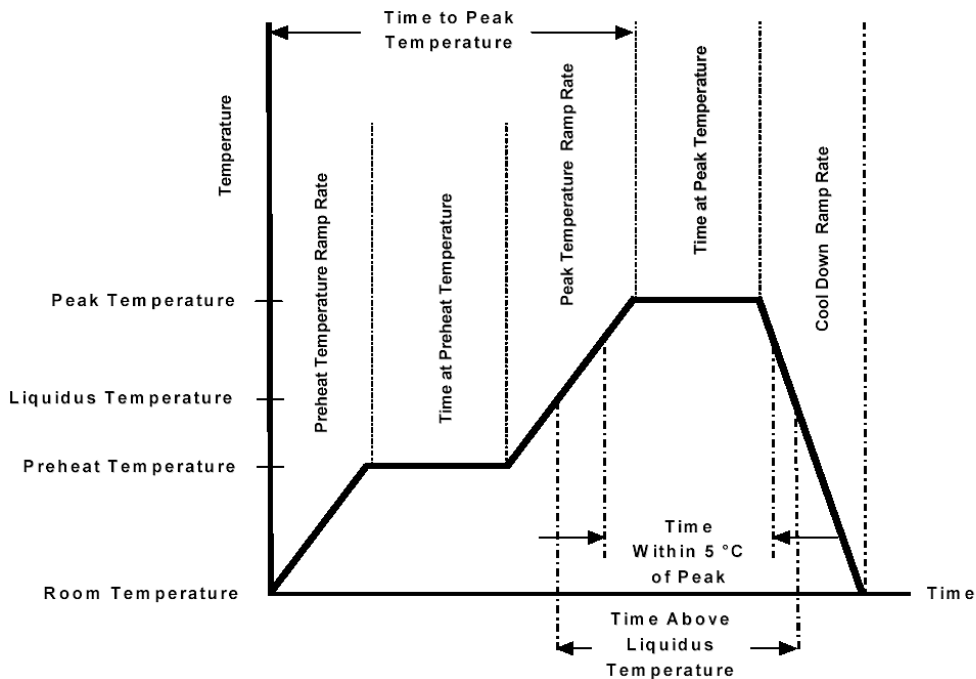 Time to Peak
Temperature
Temperature
Preheat Temperature Ramp Rate
Time at Preheat Temperature
Peak Temperature Ramp Rate
Time at Peak Temperature
Cool Down Ramp Rate
Peak Temperature
Liquidus Temperature
Preheat Temperature
Room Temperature
Time
Within 5 °C
of Peak
Time
Time Above
Liquidus
Temperature